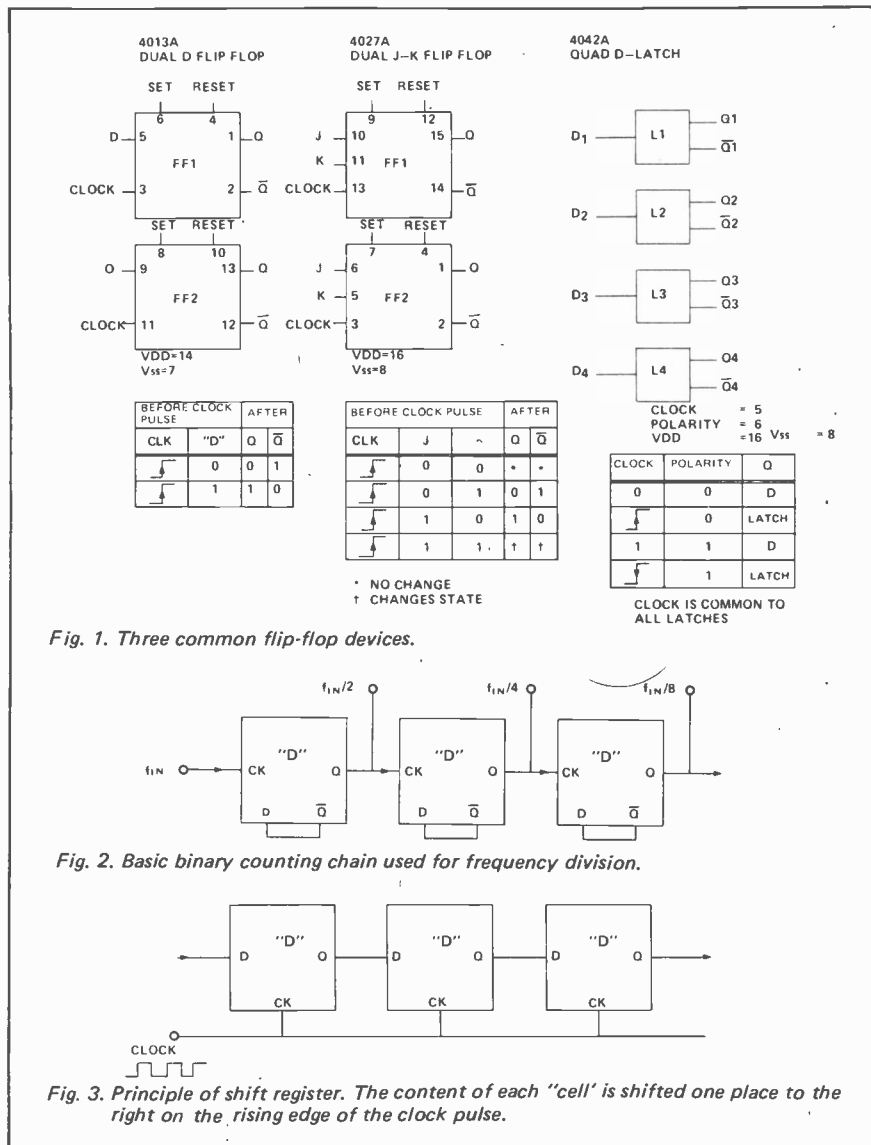 4013A
DUAL D FLIP FLOP
SET RESET
6 4
D 5 1 Q
FF1
CLOCK 3 2 Q̅
SET RESET
8 10
O 9 13 Q
FF2
CLOCK 11 12 Q̅
VDD=14
Vss=7
BEFORE CLOCK PULSE AFTER
CLK "D" Q Q̅
0 0 1
1 1 0
4027A
DUAL J-K FLIP FLOP
SET RESET
9 12
J 10 15 Q
K 11
FF1
CLOCK 13 14 Q̅
SET RESET
7 4
J 6 1 Q
K 5
FF2
CLOCK 3 2 Q̅
VDD=16
Vss=8
BEFORE CLOCK PULSE AFTER
CLK J Q Q̅
0 0 * *
0 1 0 1
1 0 1 0
1 1 † †
* NO CHANGE
† CHANGES STATE
4042A
QUAD D-LATCH
D1 L1 Q1
Q̅1
D2 L2 Q2
Q̅2
D3 L3 Q3
Q̅3
D4 L4 Q4
Q̅4
CLOCK = 5
POLARITY = 6
VDD =16 Vss = 8
CLOCK POLARITY Q
0 0 D
0 LATCH
1 1 D
1 LATCH
CLOCK IS COMMON TO
ALL LATCHES
Fig. 1. Three common flip-flop devices.
fIN/2 fIN/4 fIN/8
"D" "D" "D"
fIN CK Q CK Q CK Q
D Q̅ D Q̅ D Q̅
Fig. 2. Basic binary counting chain used for frequency division.
"D" "D" "D"
D Q D Q D Q
CK CK CK
CLOCK
Fig. 3. Principle of shift register. The content of each "cell' is shifted one place to the
right on the rising edge of the clock pulse.